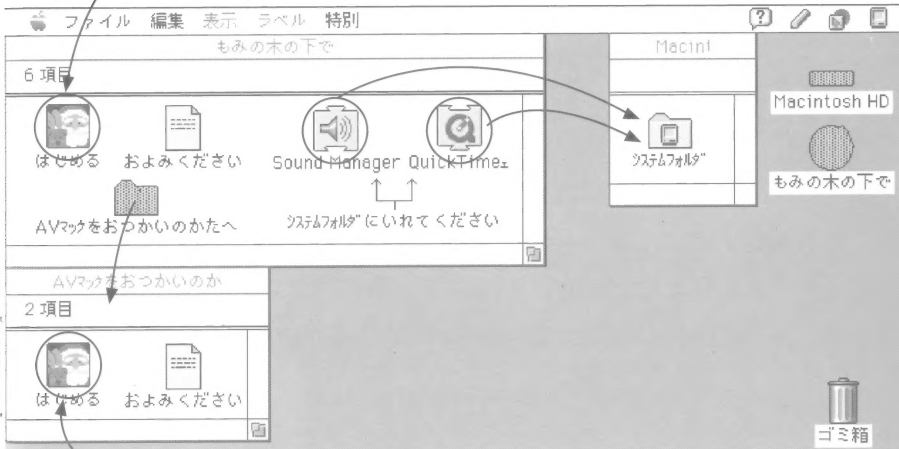 ファイル 編集 表示 ラベル 特別
もみの木の下で
6 項目
はじめる
およみください
Sound Manager
QuickTime
AVマックをおつかいのかたへ
システムフォルダにいれてください
Macint
システムフォルダ
Macintosh HD
もみの木の下で
AVマックをおつかいのか
2 項目
はじめる
およみください
ゴミ箱